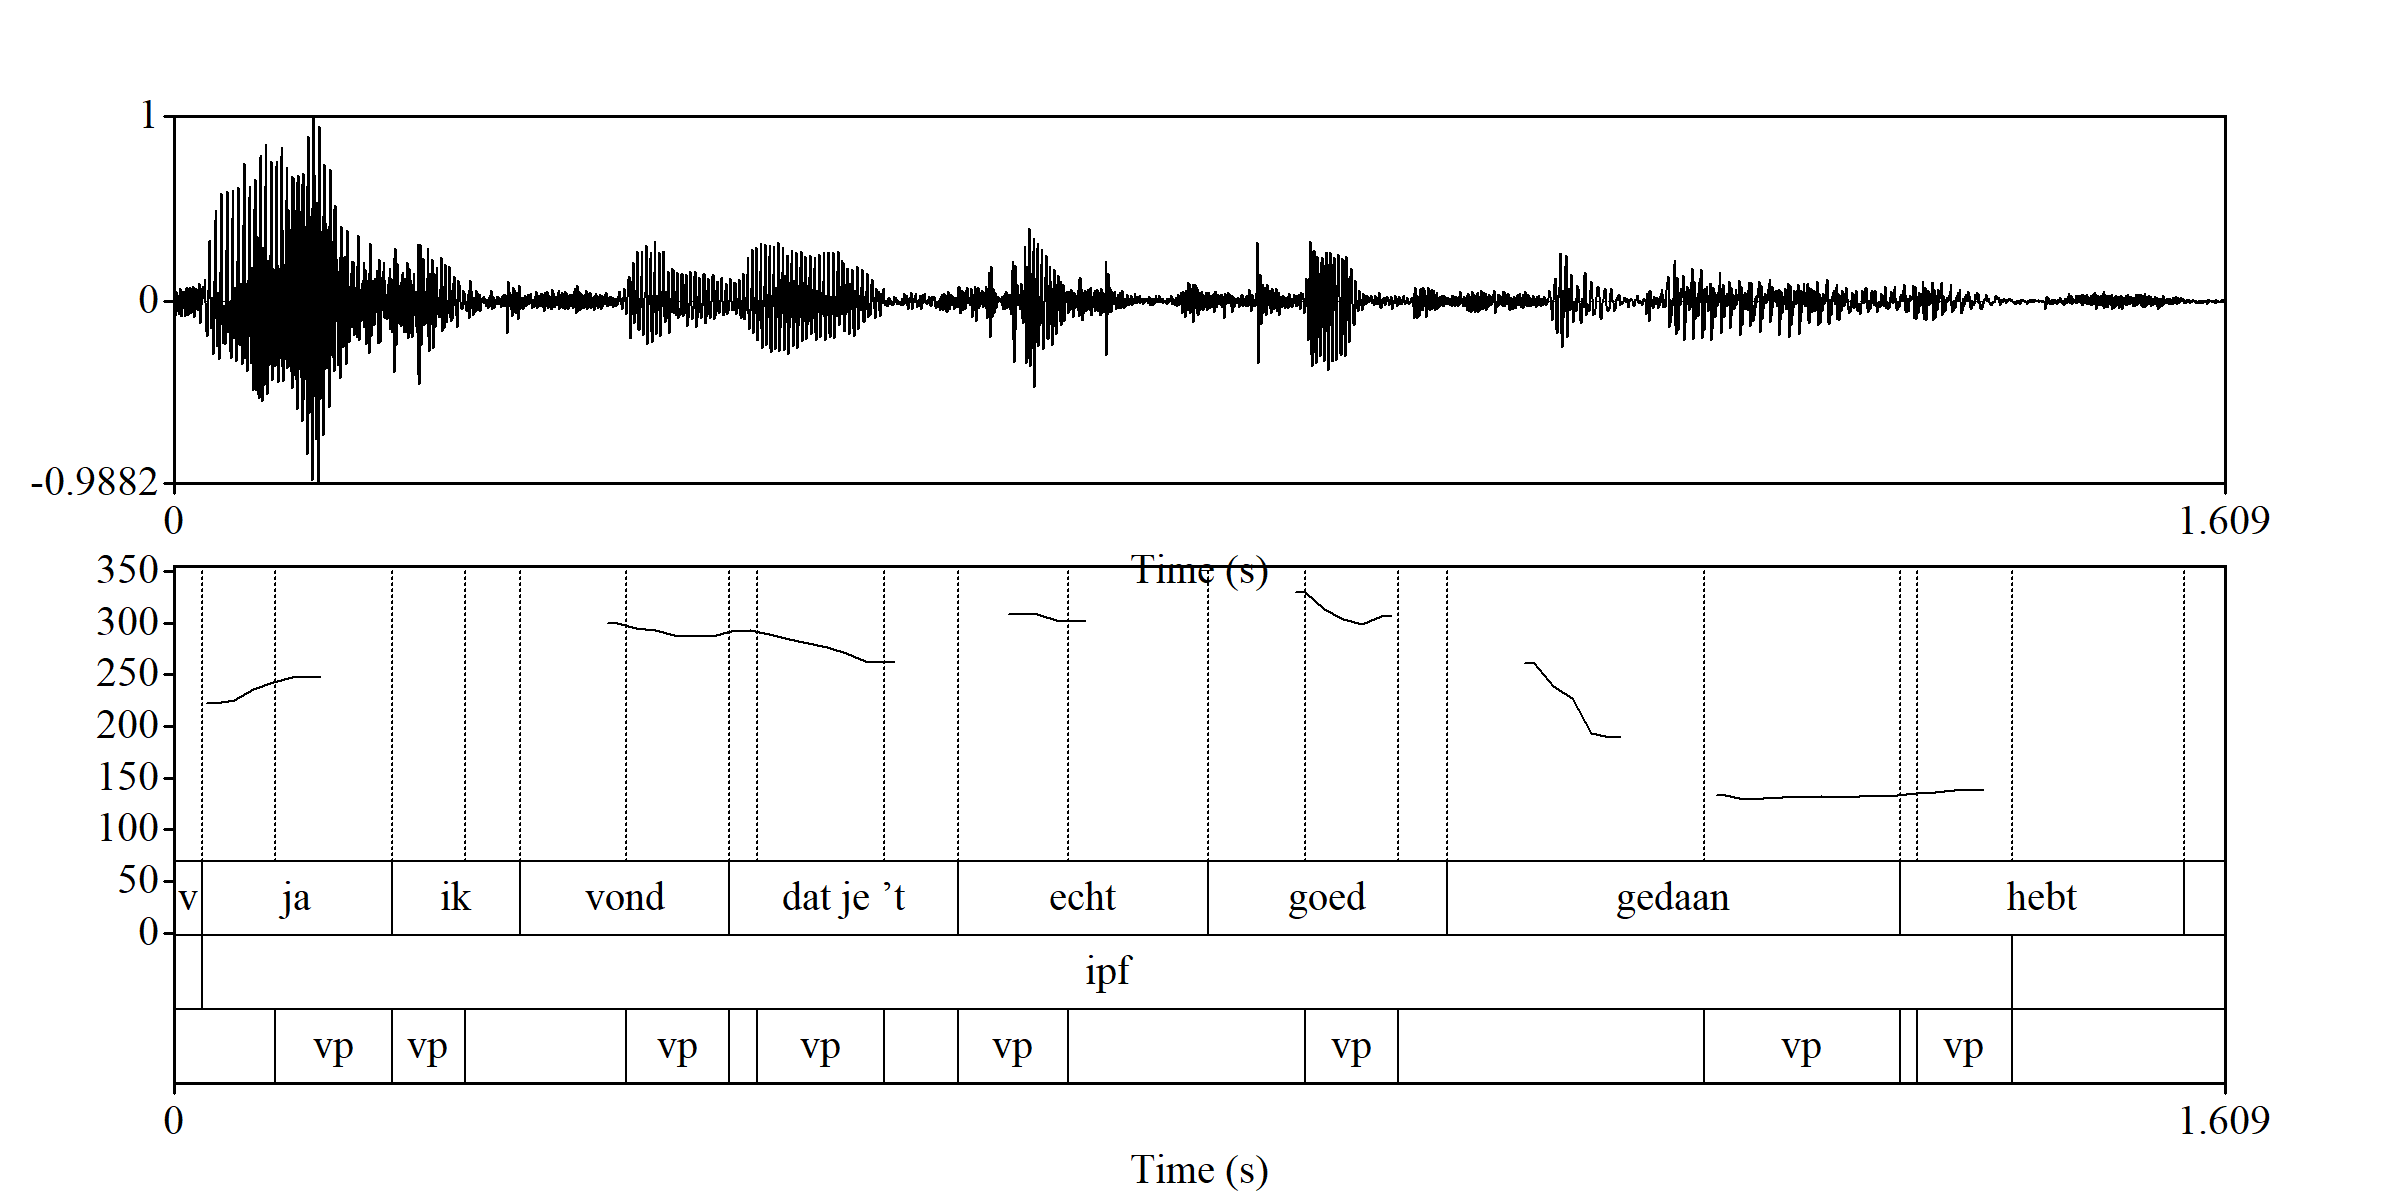 1
0
-0.9882
0 1.609
Time (s)
350
300
250
200
150
100
50
0
v ja ik vond dat je ’t echt goed gedaan hebt
ipf
vp vp vp vp vp vp vp vp
0 1.609
Time (s)